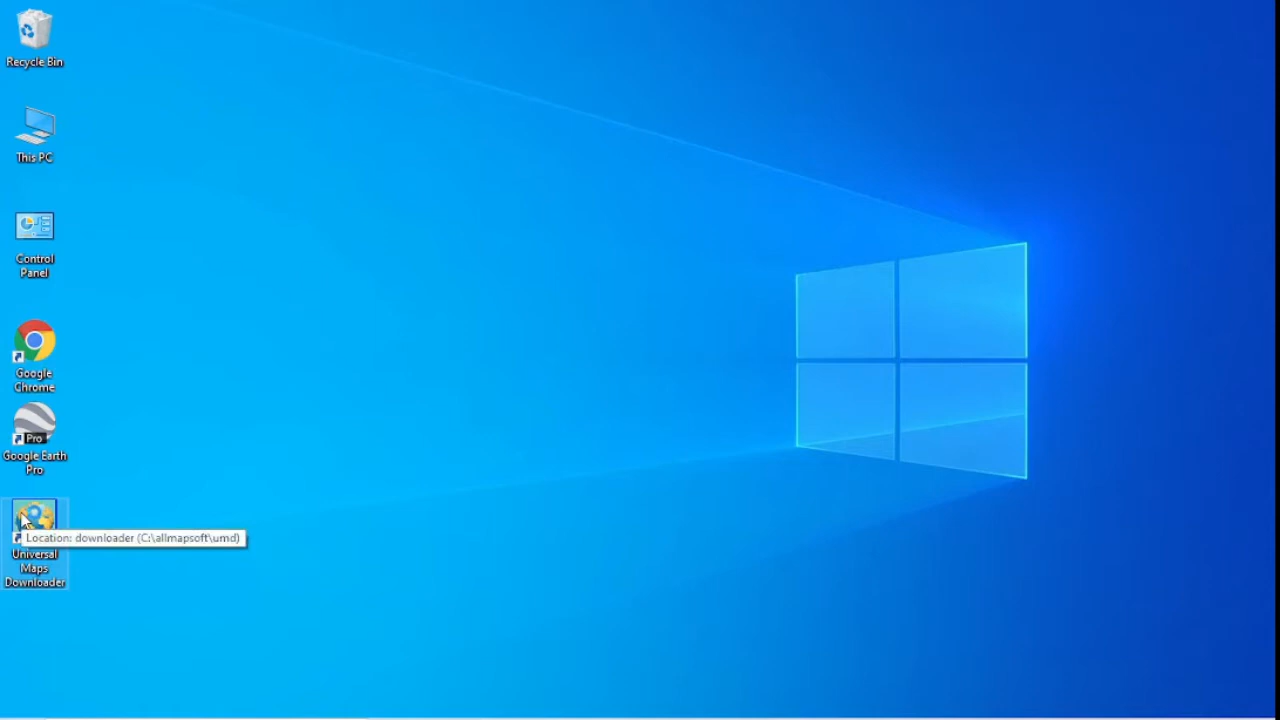 Recycle Bin
This PC
Control
Panel
Google
Chrome
Pro
Google Earth
Pro
Location: downloader (C:\allmapsoft\umd)
Universal
Maps
Downloader